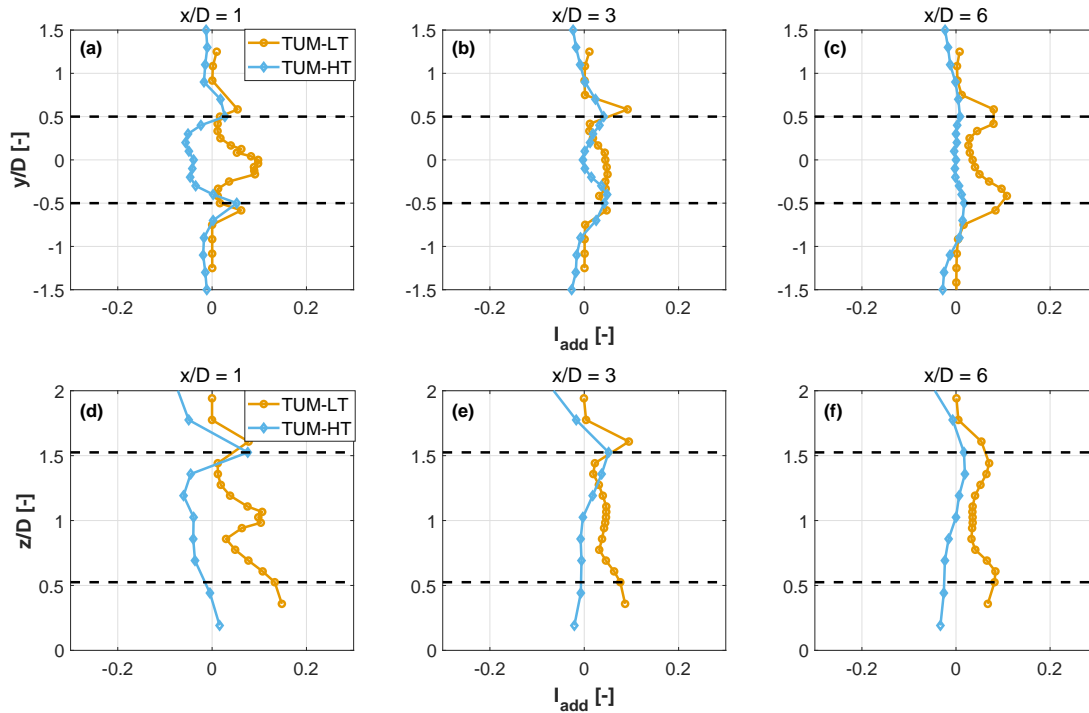 x/D = 1
x/D = 3
x/D = 6
(a)
(b)
(c)
TUM-LT
TUM-HT
y/D [-]
1.5
1
0.5
0
-0.5
-1
-1.5
1.5
1
0.5
0
-0.5
-1
-1.5
1.5
1
0.5
0
-0.5
-1
-1.5
-0.2 0 0.2
-0.2 0 0.2
-0.2 0 0.2
I_add [-]
x/D = 1
x/D = 3
x/D = 6
(d)
(e)
(f)
TUM-LT
TUM-HT
z/D [-]
2
1.5
1
0.5
0
2
1.5
1
0.5
0
2
1.5
1
0.5
0
-0.2 0 0.2
-0.2 0 0.2
-0.2 0 0.2
I_add [-]